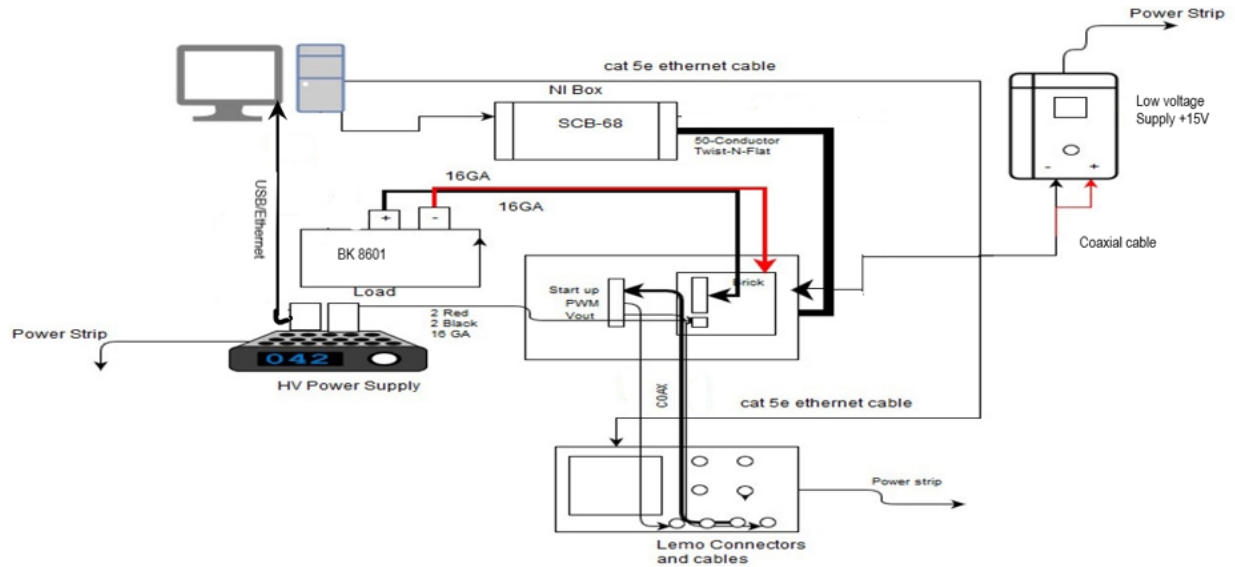 Power Strip
cat 5e ethernet cable
NI Box
SCB-68
Low voltage
Supply +15V
- +
50-Conductor
Twist-N-Flat
16GA
16GA
USB/Ethernet
+ -
BK 8601
Load
Coaxial cable
Brick
Start up
PWM
Vout
2 Red
2 Black
16 GA
Power Strip
042
HV Power Supply
COAX
cat 5e ethernet cable
Power strip
Lemo Connectors
and cables